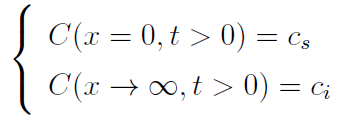 C(x = 0, t > 0) = c_s
C(x → ∞, t > 0) = c_i